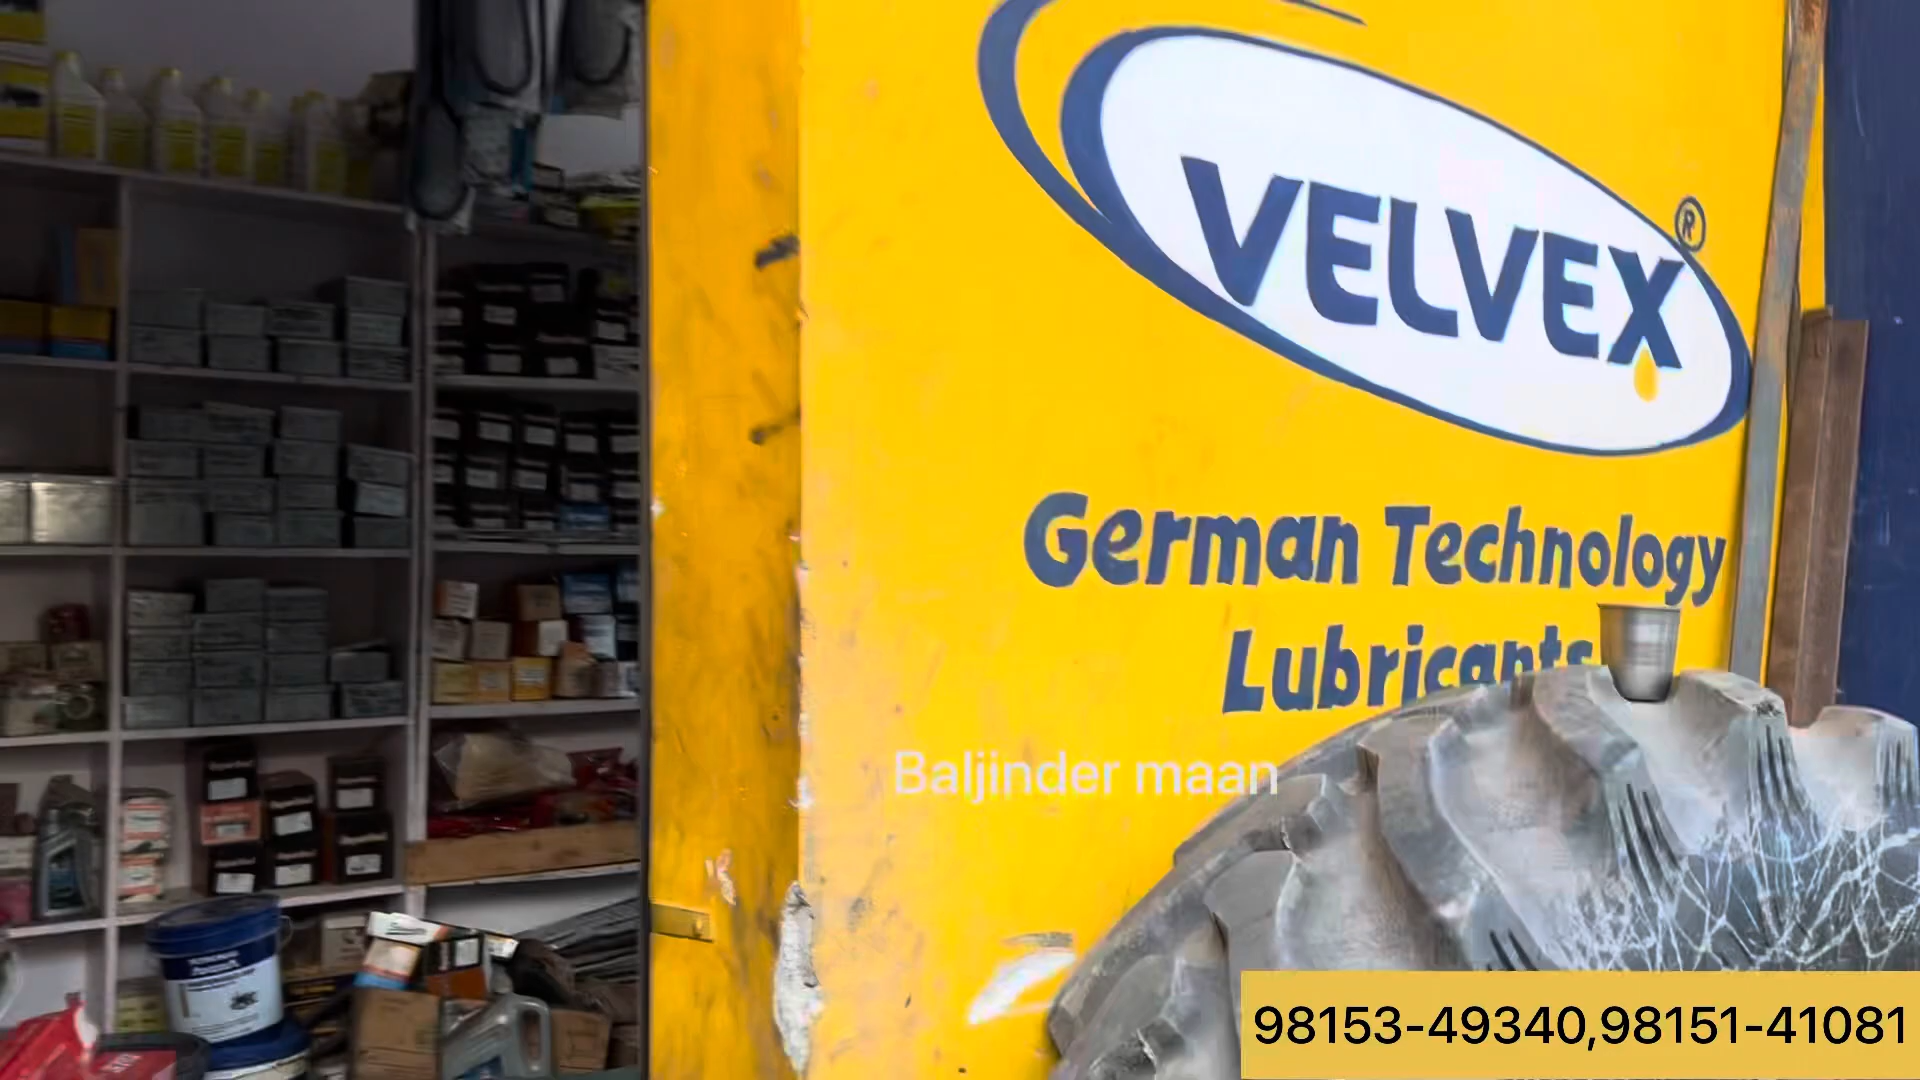 VELVEX
®
German Technology
Lubricants
Baljinder maan
98153-49340,98151-41081